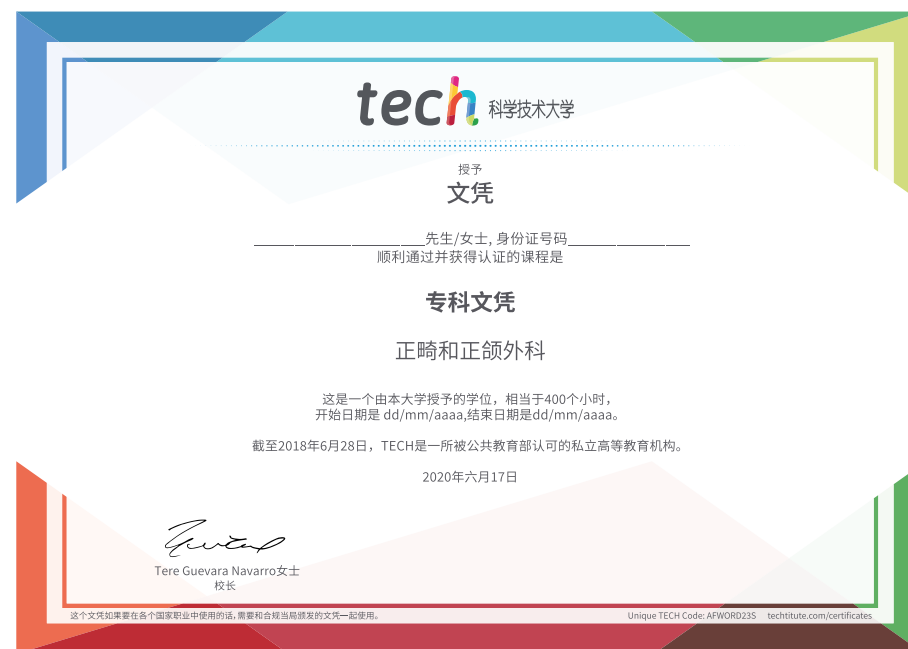 tech 科学技术大学
授予
文凭
________________________先生/女士, 身份证号码_________________
顺利通过并获得认证的课程是
专科文凭
正畸和正颌外科
这是一个由本大学授予的学位，相当于400个小时，
开始日期是 dd/mm/aaaa,结束日期是dd/mm/aaaa。
截至2018年6月28日，TECH是一所被公共教育部认可的私立高等教育机构。
2020年六月17日
Tere Guevara Navarro女士
校长
这个文凭如果要在各个国家职业中使用的话,需要和合规当局颁发的文凭一起使用。
Unique TECH Code: AFWORD23S techtitute.com/certificates